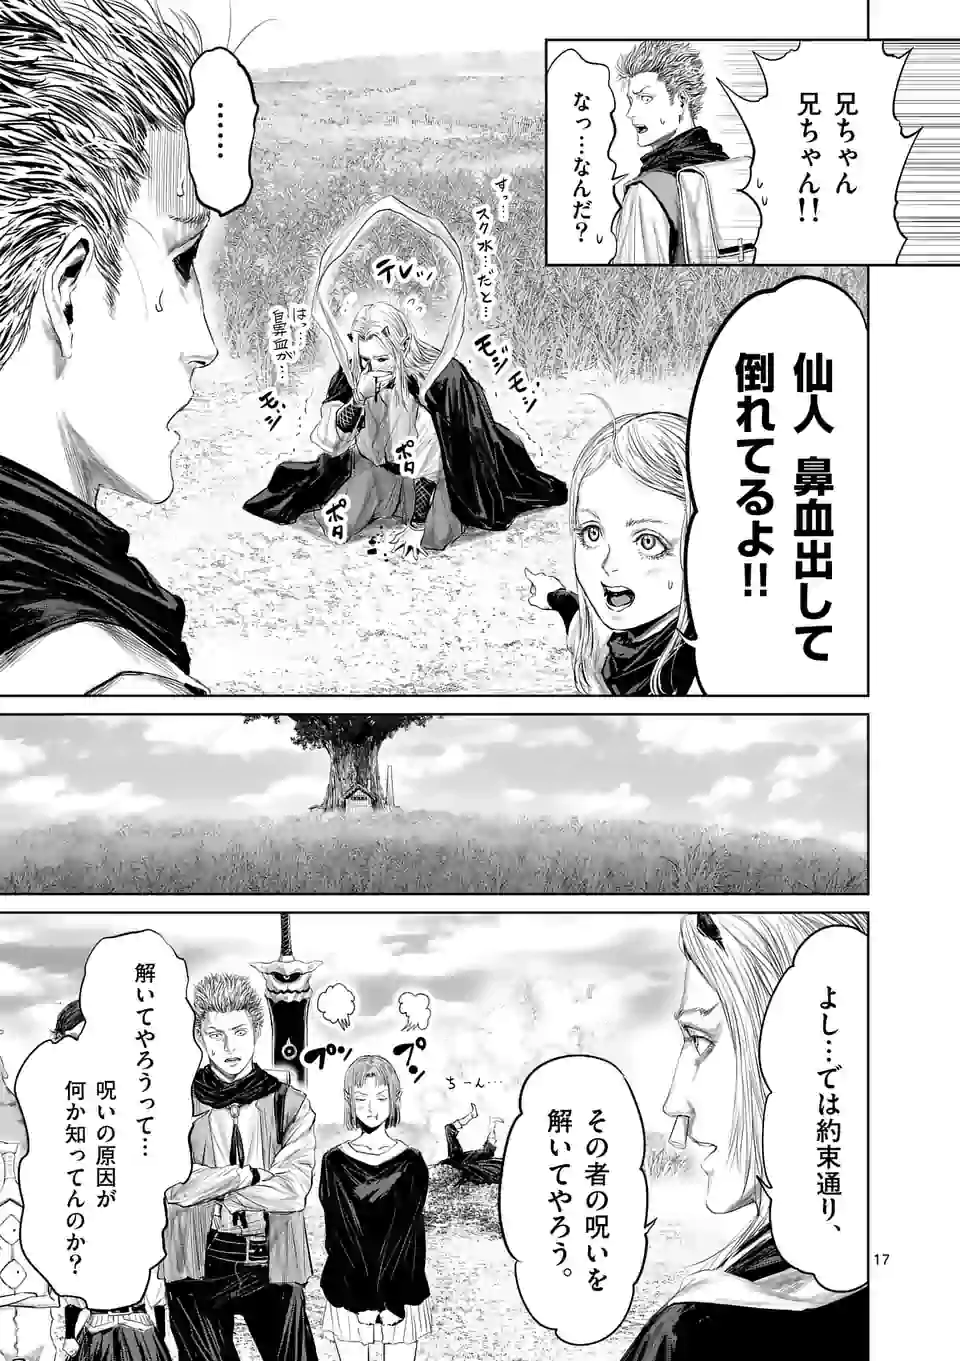 兄ちゃん
兄ちゃん!!
なっ…なんだ？
仙人 鼻血出して
倒れてるよ!!
……
すっ…
スク水…だと…
テレッ
はっ…
鼻血が…
モジモジ
モジ
ポタ
ポタ
よし…では約束通り、
その者の呪いを
解いてやろう。
ちーん…
プ
プンッ
解いてやろうって…
呪いの原因が
何か知ってんのか？
17